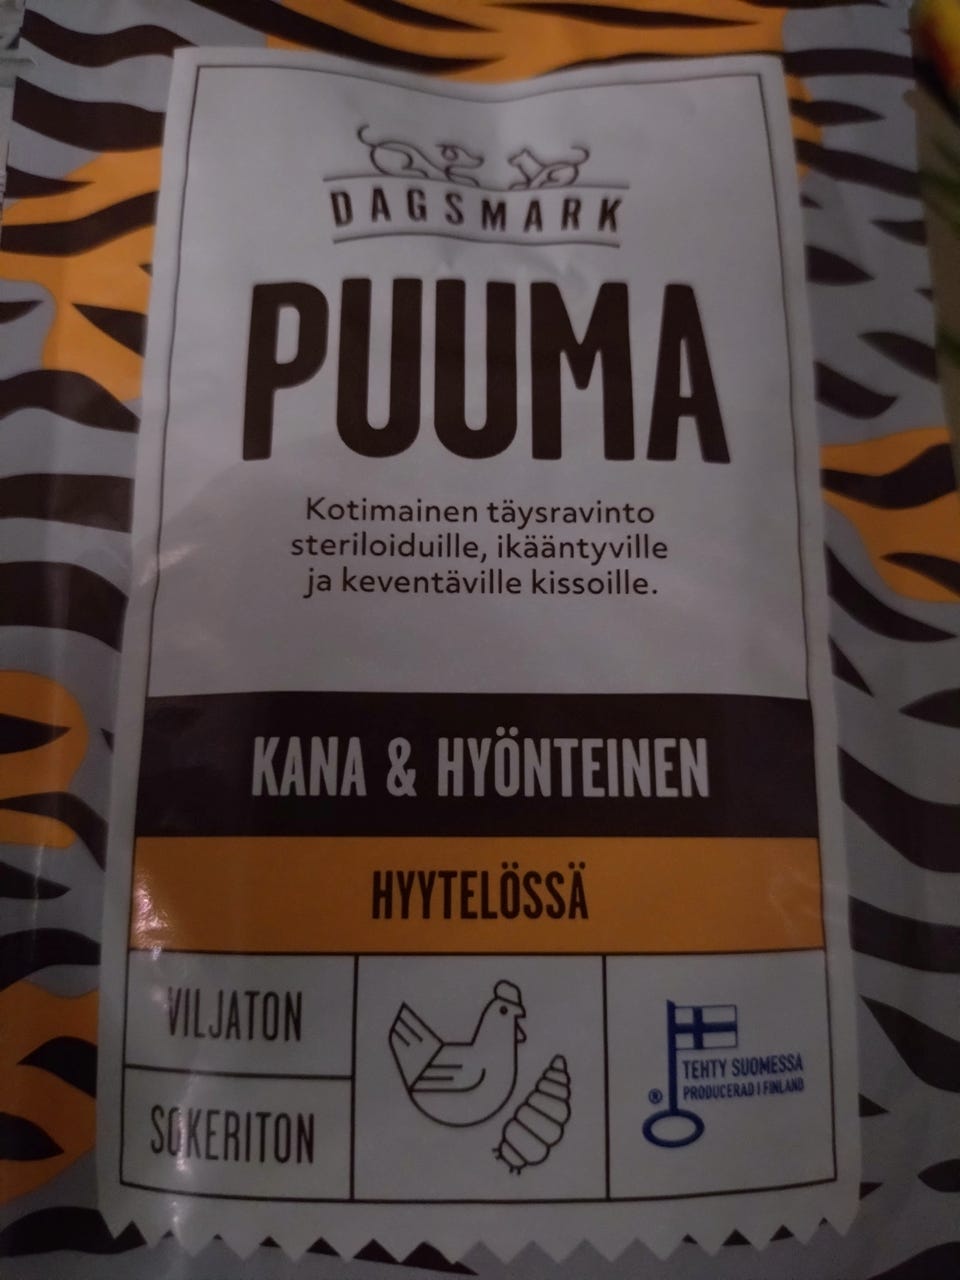 DAGSMARK
PUUMA
Kotimainen täysravinto
steriloiduille, ikääntyville
ja keventäville kissoille.
KANA & HYÖNTEINEN
HYYTELÖSSÄ
VILJATON
SOKERITON
TEHTY SUOMESSA
PRODUCERAD I FINLAND
®